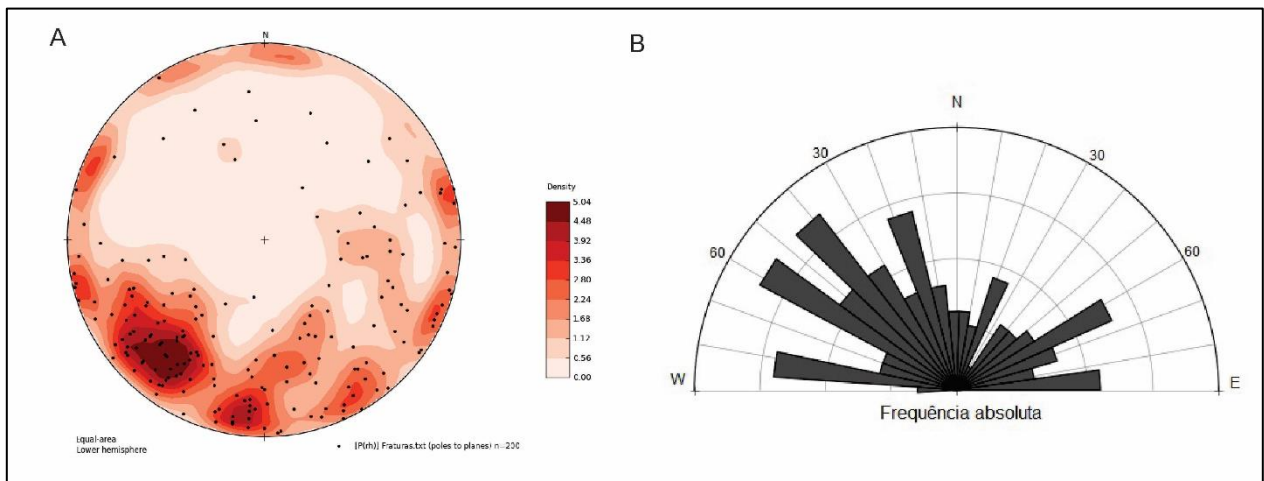 A
N
Density
5.04
4.48
3.92
3.36
2.80
2.24
1.68
1.12
0.56
0.00
Equal-area
Lower hemisphere
[P(rh)] Fraturas.txt (poles to planes) n=200
B
N
30
30
60
60
W
E
Frequência absoluta